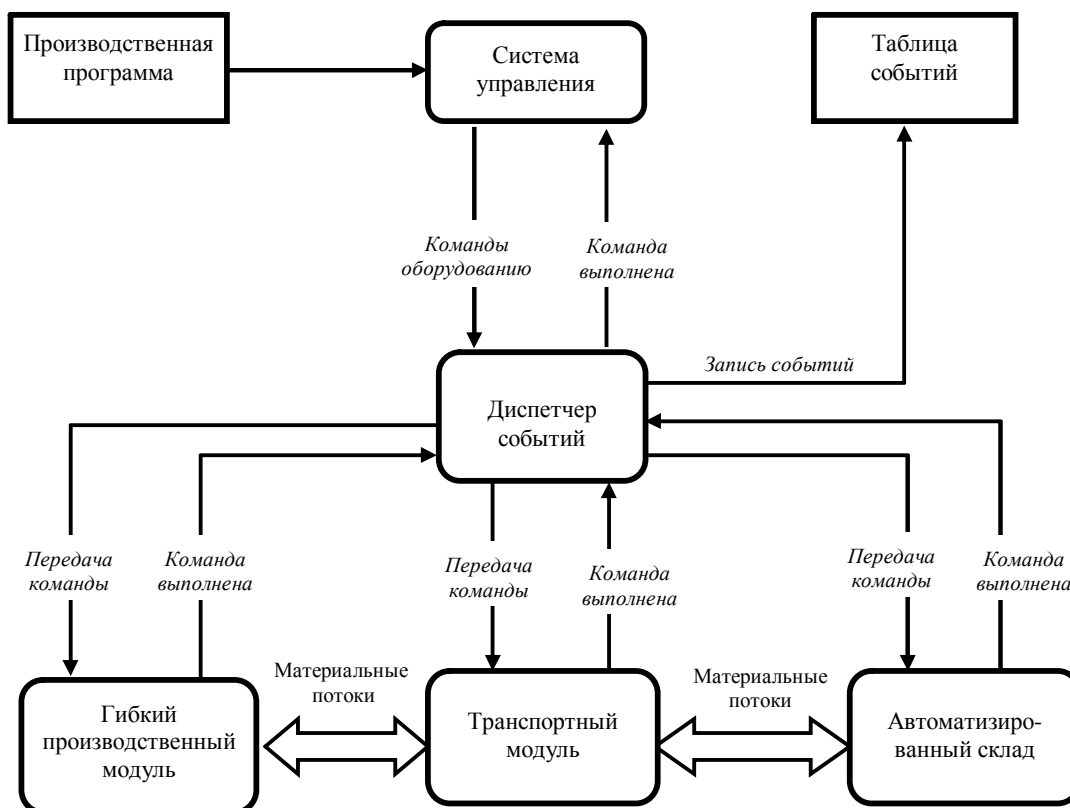 Производственная
программа
Система
управления
Таблица
событий
Команды
оборудованию
Команда
выполнена
Запись событий
Диспетчер
событий
Передача
команды
Команда
выполнена
Передача
команды
Команда
выполнена
Передача
команды
Команда
выполнена
Материальные
потоки
Материальные
потоки
Гибкий
производственный
модуль
Транспортный
модуль
Автоматизиро-
ванный склад